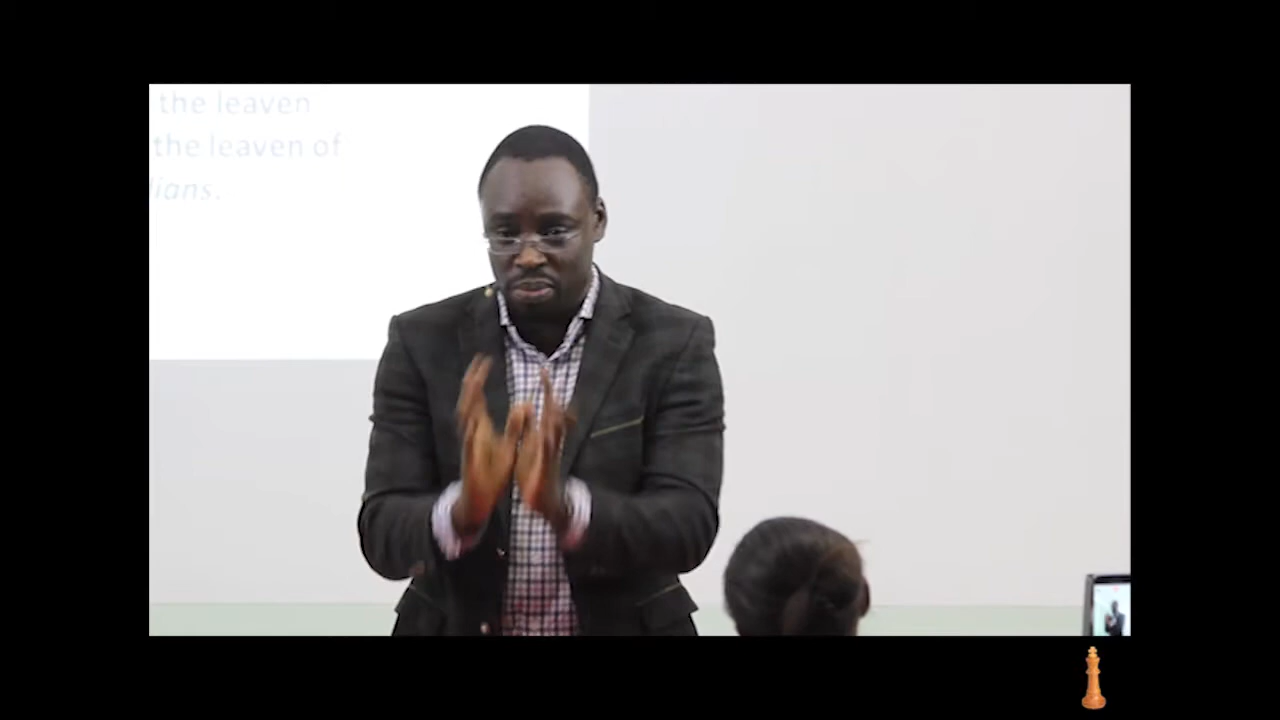 the leaven
the leaven of
ians.